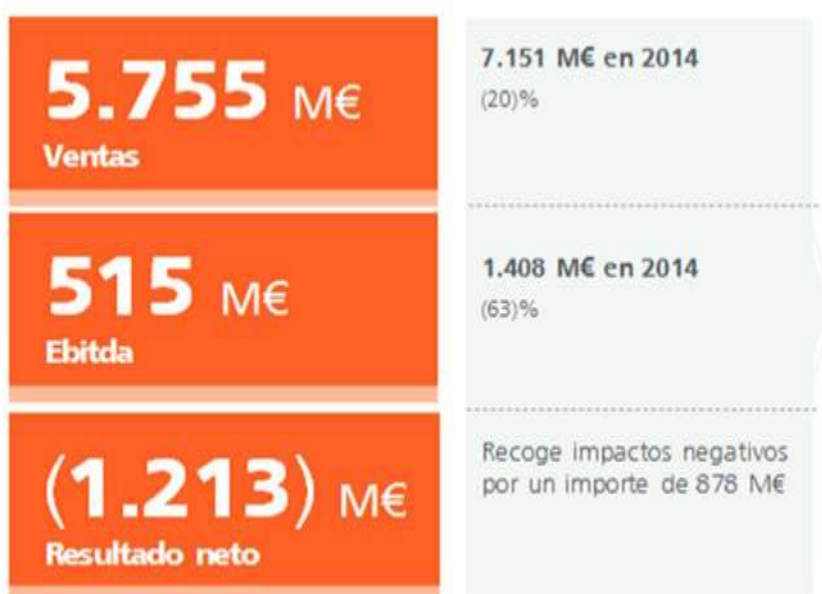 5.755 M€
Ventas
7.151 M€ en 2014
(20)%
515 M€
Ebitda
1.408 M€ en 2014
(63)%
(1.213) M€
Resultado neto
Recoge impactos negativos
por un importe de 878 M€